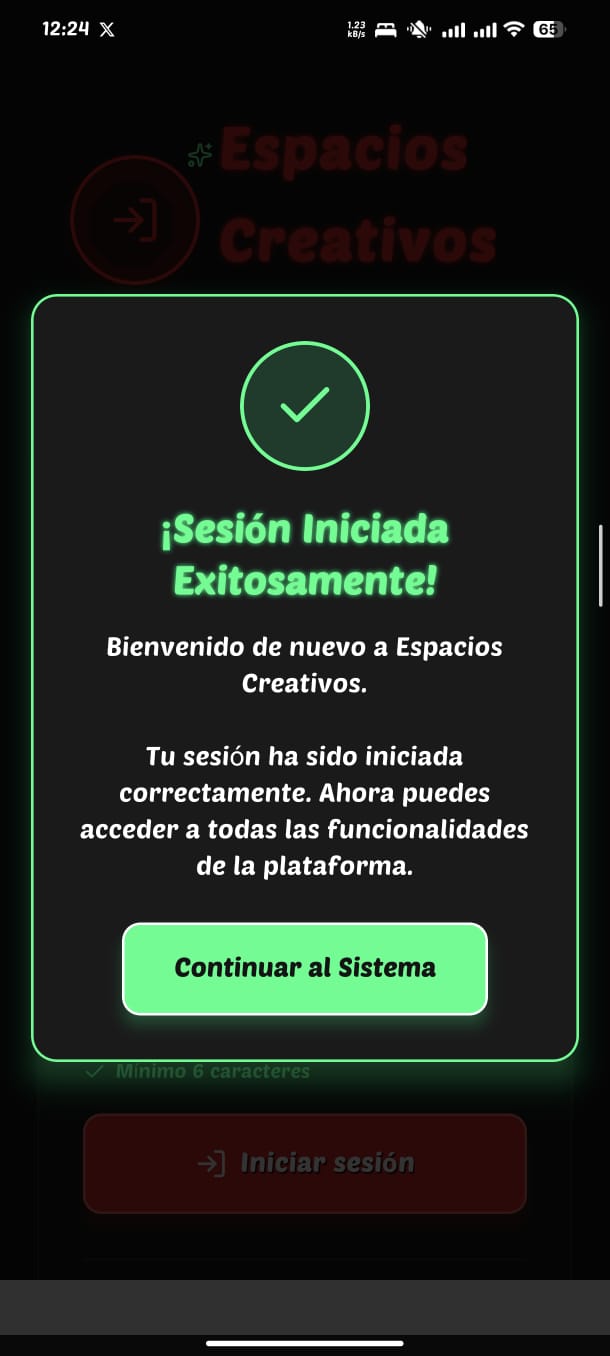 12:24
1.23
kB/s
65
Espacios
Creativos
¡Sesión Iniciada
Exitosamente!
Bienvenido de nuevo a Espacios
Creativos.
Tu sesión ha sido iniciada
correctamente. Ahora puedes
acceder a todas las funcionalidades
de la plataforma.
Continuar al Sistema
Mínimo 6 caracteres
Iniciar sesión